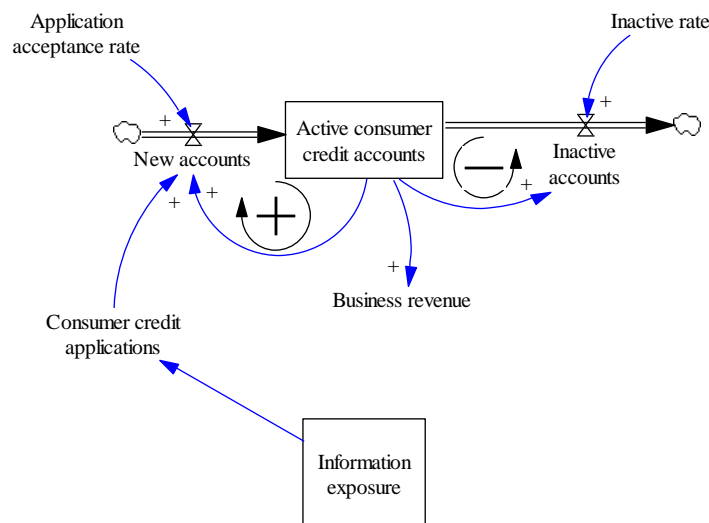 Application
acceptance rate
Inactive rate
+
+
Active consumer
credit accounts
New accounts
Inactive
accounts
+
+
+
+
Business revenue
Consumer credit
applications
Information
exposure